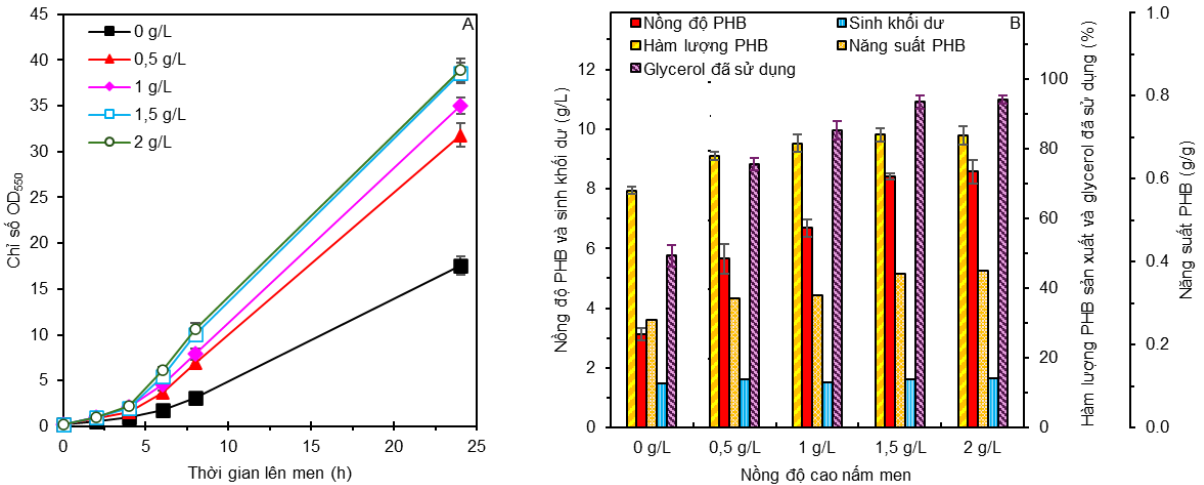 A
0 g/L
0,5 g/L
1 g/L
1,5 g/L
2 g/L
Chỉ số OD550
45
40
35
30
25
20
15
10
5
0
0 5 10 15 20 25
Thời gian lên men (h)
B
Nồng độ PHB
Sinh khối dư
Hàm lượng PHB
Năng suất PHB
Glycerol đã sử dụng
Nồng độ PHB và sinh khối dư (g/L)
12
10
8
6
4
2
0
0 g/L 0,5 g/L 1 g/L 1,5 g/L 2 g/L
Nồng độ cao nấm men
100
80
60
40
20
0
Hàm lượng PHB sản xuất và glycerol đã sử dụng (%)
1.0
0.8
0.6
0.4
0.2
0.0
Năng suất PHB (g/g)